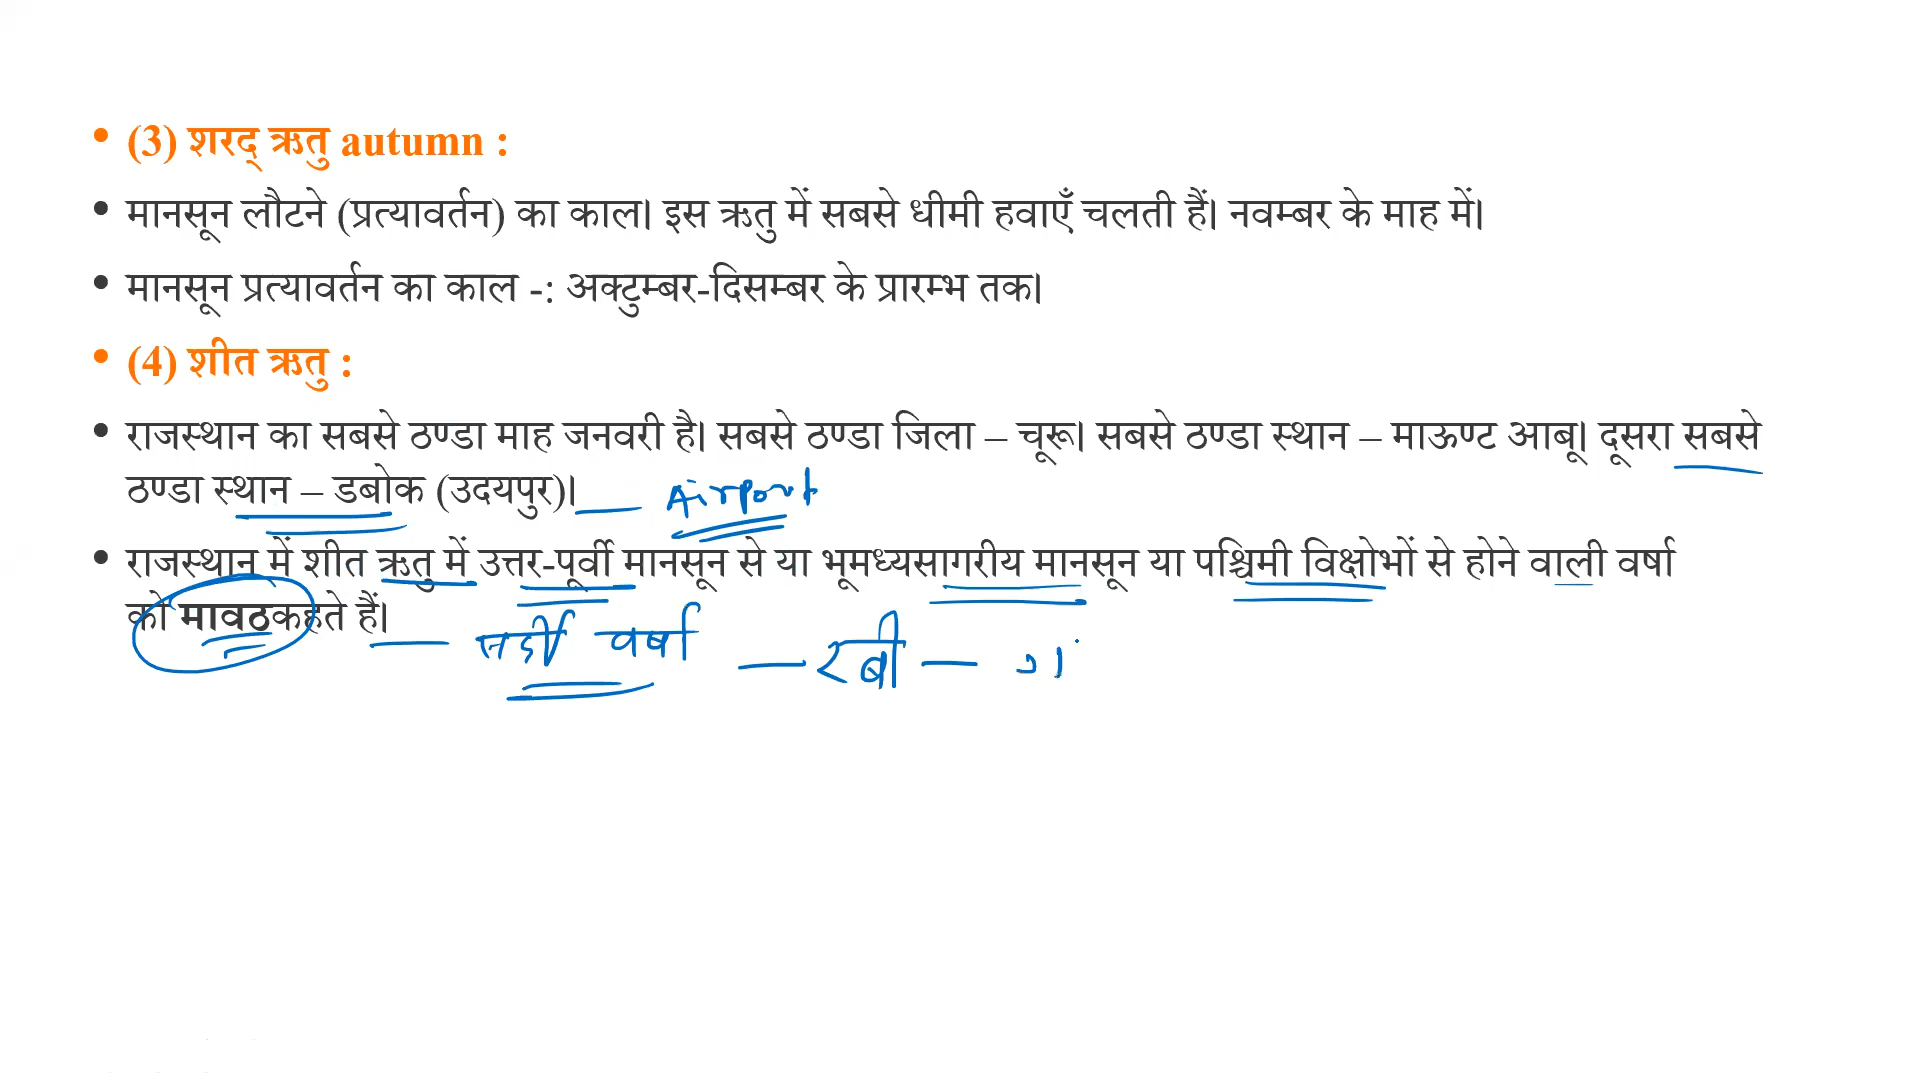 • (3) शरद् ऋतु autumn :
• मानसून लौटने (प्रत्यावर्तन) का काल। इस ऋतु में सबसे धीमी हवाएँ चलती हैं। नवम्बर के माह में।
• मानसून प्रत्यावर्तन का काल -: अक्टुम्बर-दिसम्बर के प्रारम्भ तक।
• (4) शीत ऋतु :
• राजस्थान का सबसे ठण्डा माह जनवरी है। सबसे ठण्डा जिला – चूरू। सबसे ठण्डा स्थान – माऊण्ट आबू। दूसरा सबसे
ठण्डा स्थान – डबोक (उदयपुर)। — Airport
• राजस्थान में शीत ऋतु में उत्तर-पूर्वी मानसून से या भूमध्यसागरीय मानसून या पश्चिमी विक्षोभों से होने वाली वर्षा
को मावठकहते हैं।
— सर्दी वर्षा — रबी —